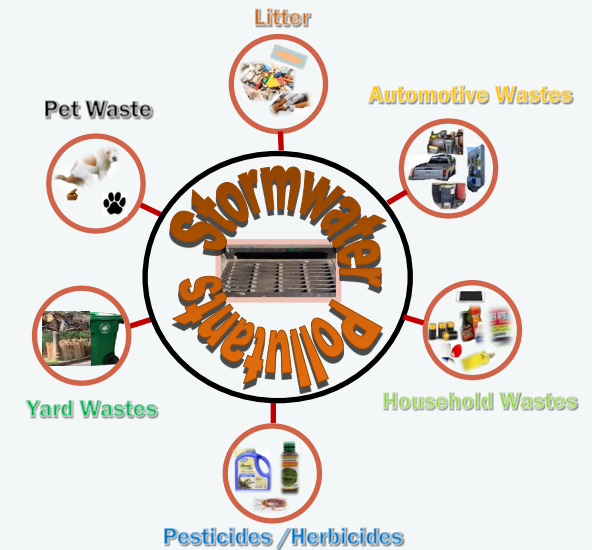 Litter
Automotive Wastes
Pet Waste
Stormwater
Pollutants
Household Wastes
Yard Wastes
Pesticides /Herbicides